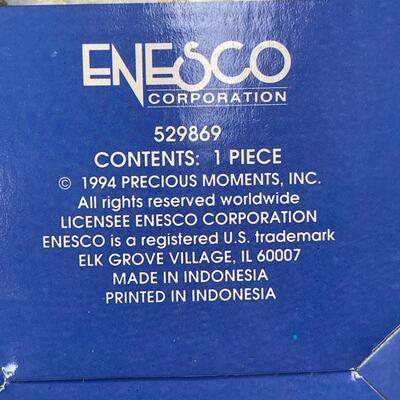 ENESCO
CORPORATION
529869
CONTENTS: 1 PIECE
© 1994 PRECIOUS MOMENTS, INC.
All rights reserved worldwide
LICENSEE ENESCO CORPORATION
ENESCO is a registered U.S. trademark
ELK GROVE VILLAGE, IL 60007
MADE IN INDONESIA
PRINTED IN INDONESIA